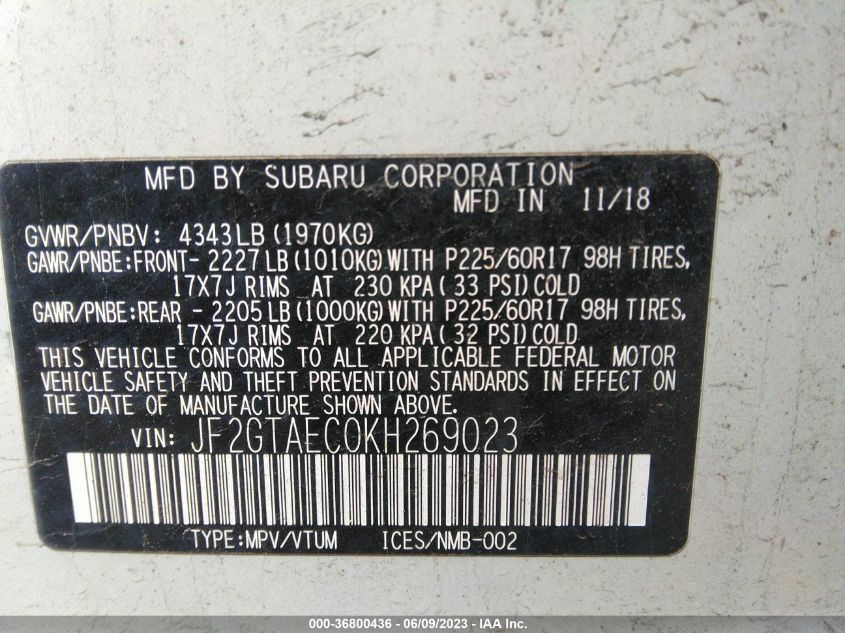 MFD BY SUBARU CORPORATION
MFD IN 11/18
GVWR/PNBV: 4343LB (1970KG)
GAWR/PNBE:FRONT- 2227 LB (1010KG) WITH P225/60R17 98H TIRES,
17X7J RIMS AT 230 KPA ( 33 PSI) COLD
GAWR/PNBE:REAR - 2205 LB (1000KG) WITH P225/60R17 98H TIRES,
17X7J RIMS AT 220 KPA ( 32 PSI) COLD.
THIS VEHICLE CONFORMS TO ALL APPLICABLE FEDERAL MOTOR
VEHICLE SAFETY AND THEFT PREVENTION STANDARDS IN EFFECT ON
THE DATE OF MANUFACTURE SHOWN ABOVE.
VIN: JF2GTAEC0KH269023
TYPE:MPV/VTUM ICES/NMB-002
000-36800436 - 06/09/2023 - IAA Inc.